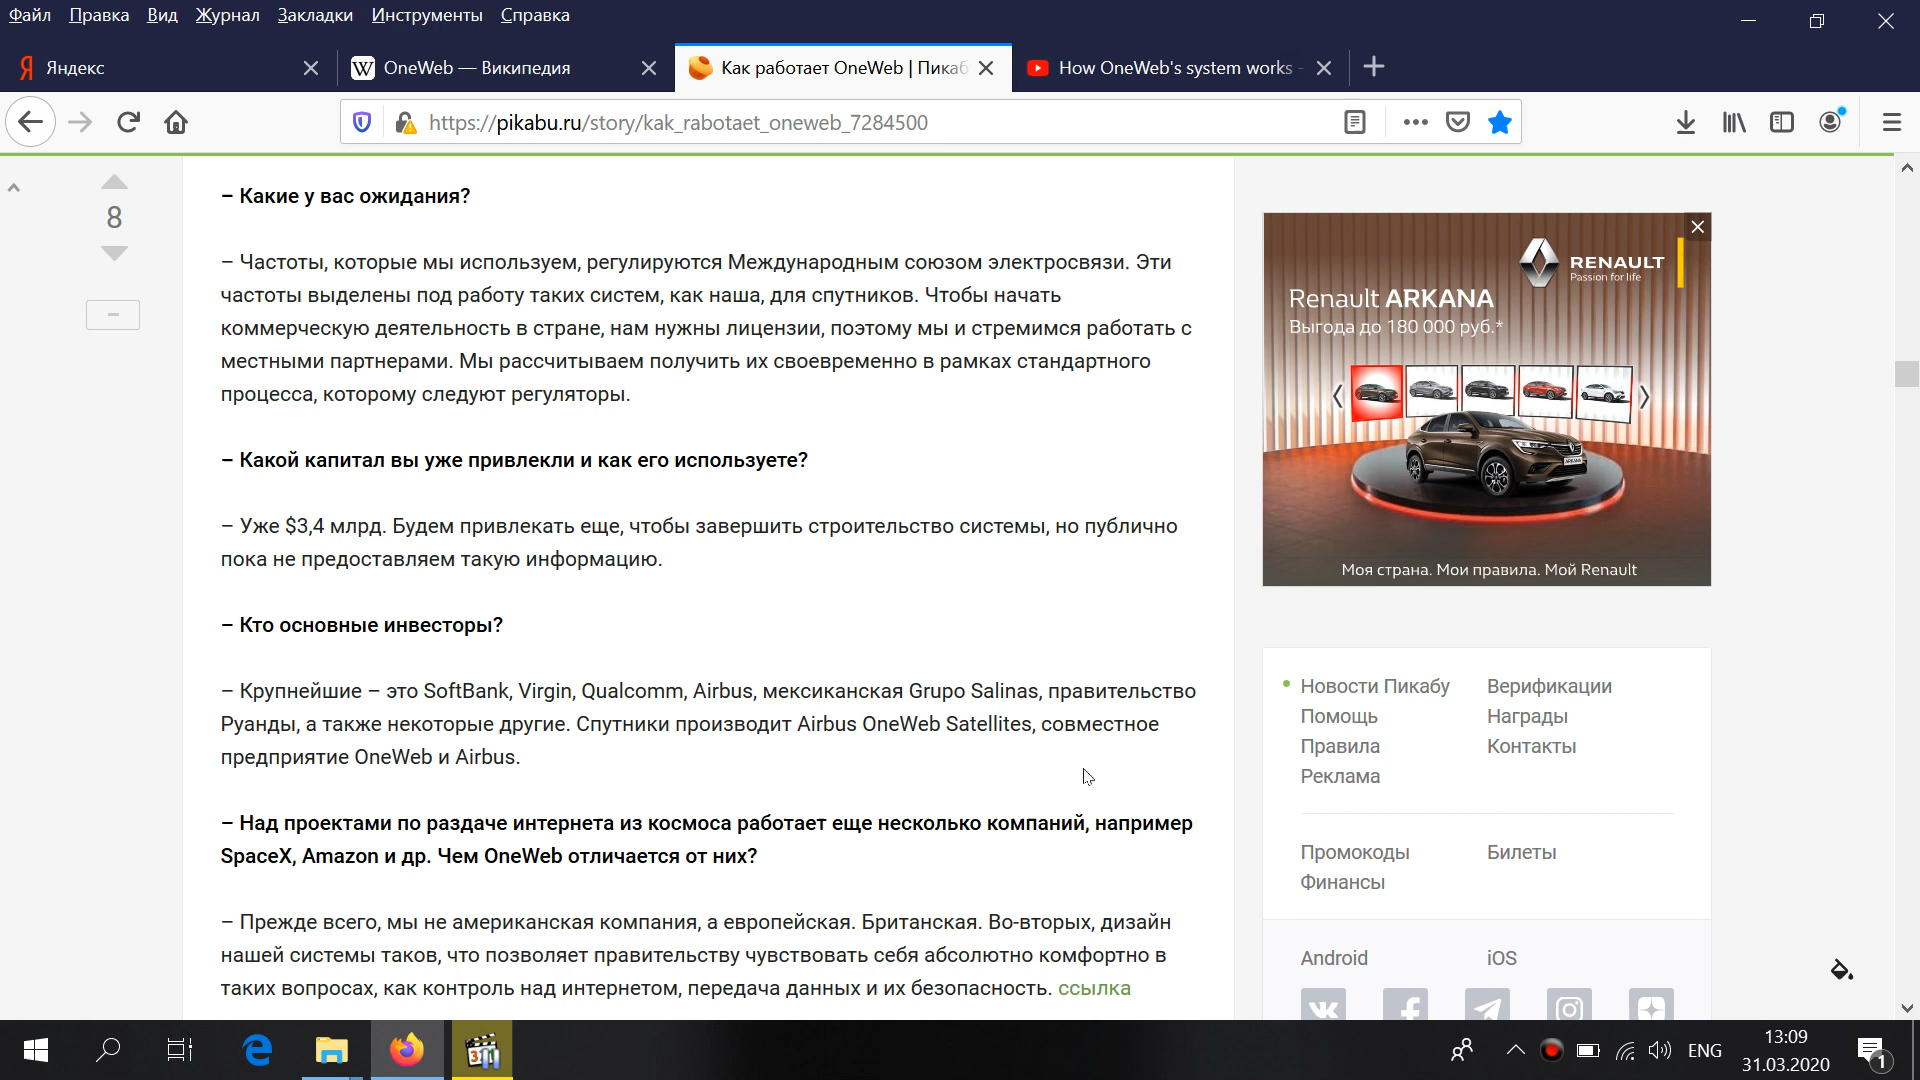 Файл Правка Вид Журнал Закладки Инструменты Справка
Яндекс
OneWeb — Википедия
Как работает OneWeb | Пикаб
How OneWeb's system works -
https://pikabu.ru/story/kak_rabotaet_oneweb_7284500
8
– Какие у вас ожидания?
– Частоты, которые мы используем, регулируются Международным союзом электросвязи. Эти
частоты выделены под работу таких систем, как наша, для спутников. Чтобы начать
коммерческую деятельность в стране, нам нужны лицензии, поэтому мы и стремимся работать с
местными партнерами. Мы рассчитываем получить их своевременно в рамках стандартного
процесса, которому следуют регуляторы.
– Какой капитал вы уже привлекли и как его используете?
– Уже $3,4 млрд. Будем привлекать еще, чтобы завершить строительство системы, но публично
пока не предоставляем такую информацию.
– Кто основные инвесторы?
– Крупнейшие – это SoftBank, Virgin, Qualcomm, Airbus, мексиканская Grupo Salinas, правительство
Руанды, а также некоторые другие. Спутники производит Airbus OneWeb Satellites, совместное
предприятие OneWeb и Airbus.
– Над проектами по раздаче интернета из космоса работает еще несколько компаний, например
SpaceX, Amazon и др. Чем OneWeb отличается от них?
– Прежде всего, мы не американская компания, а европейская. Британская. Во-вторых, дизайн
нашей системы таков, что позволяет правительству чувствовать себя абсолютно комфортно в
таких вопросах, как контроль над интернетом, передача данных и их безопасность. ссылка
RENAULT
Passion for life
Renault ARKANA
Выгода до 180 000 руб.*
Моя страна. Мои правила. Мой Renault
Новости Пикабу Верификации
Помощь Награды
Правила Контакты
Реклама
Промокоды Билеты
Финансы
Android iOS
ENG
13:09
31.03.2020
1